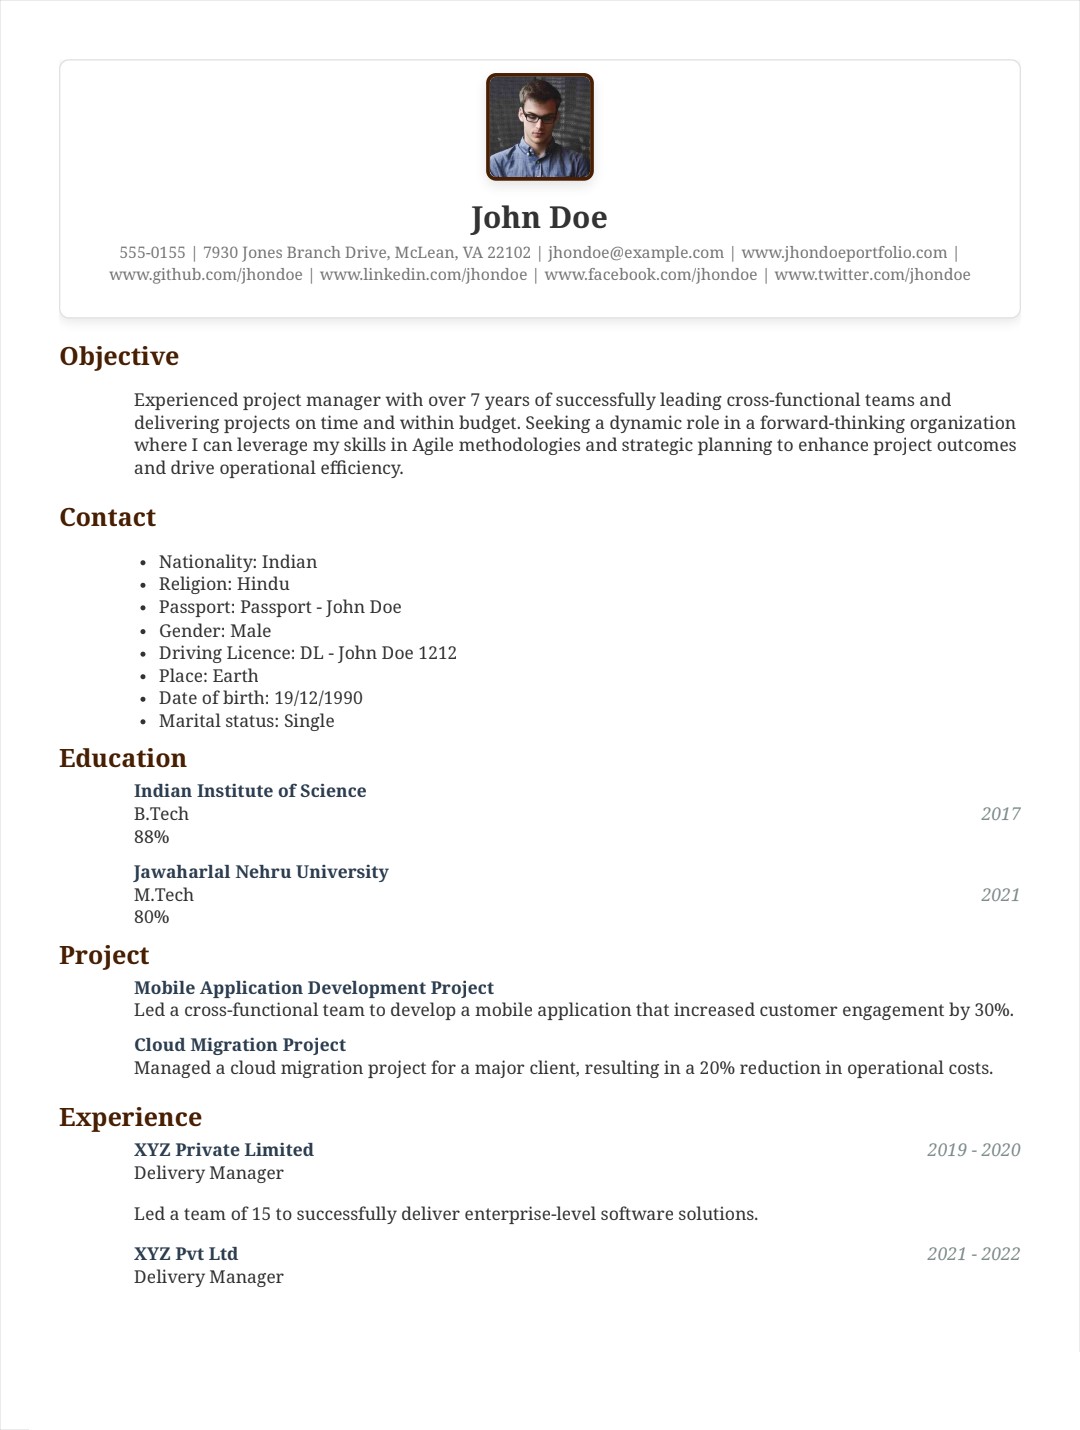 John Doe
555-0155 | 7930 Jones Branch Drive, McLean, VA 22102 | jhondoe@example.com | www.jhondoeportfolio.com |
www.github.com/jhondoe | www.linkedin.com/jhondoe | www.facebook.com/jhondoe | www.twitter.com/jhondoe
Objective
Experienced project manager with over 7 years of successfully leading cross-functional teams and
delivering projects on time and within budget. Seeking a dynamic role in a forward-thinking organization
where I can leverage my skills in Agile methodologies and strategic planning to enhance project outcomes
and drive operational efficiency.
Contact
• Nationality: Indian
• Religion: Hindu
• Passport: Passport - John Doe
• Gender: Male
• Driving Licence: DL - John Doe 1212
• Place: Earth
• Date of birth: 19/12/1990
• Marital status: Single
Education
Indian Institute of Science
B.Tech 2017
88%
Jawaharlal Nehru University
M.Tech 2021
80%
Project
Mobile Application Development Project
Led a cross-functional team to develop a mobile application that increased customer engagement by 30%.
Cloud Migration Project
Managed a cloud migration project for a major client, resulting in a 20% reduction in operational costs.
Experience
XYZ Private Limited 2019 - 2020
Delivery Manager
Led a team of 15 to successfully deliver enterprise-level software solutions.
XYZ Pvt Ltd 2021 - 2022
Delivery Manager